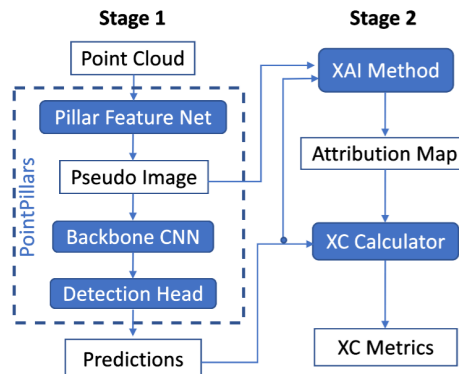 Stage 1
Stage 2
Point Cloud
Pillar Feature Net
Pseudo Image
Backbone CNN
Detection Head
Predictions
PointPillars
XAI Method
Attribution Map
XC Calculator
XC Metrics